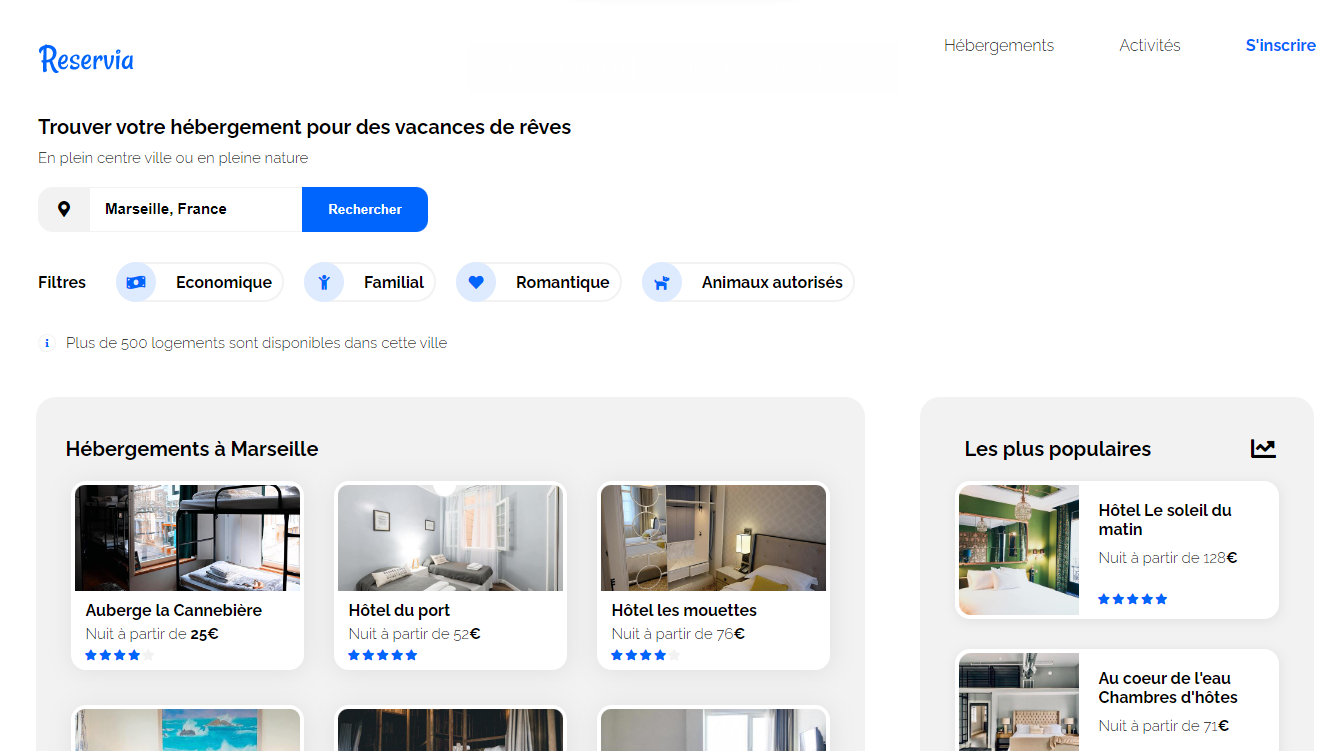 Reservia
Hébergements
Activités
S'inscrire
Trouver votre hébergement pour des vacances de rêves
En plein centre ville ou en pleine nature
Marseille, France
Rechercher
Filtres
Economique
Familial
Romantique
Animaux autorisés
Plus de 500 logements sont disponibles dans cette ville
Hébergements à Marseille
Auberge la Cannebière
Nuit à partir de 25€
Hôtel du port
Nuit à partir de 52€
Hôtel les mouettes
Nuit à partir de 76€
Les plus populaires
Hôtel Le soleil du
matin
Nuit à partir de 128€
Au coeur de l'eau
Chambres d'hôtes
Nuit à partir de 71€